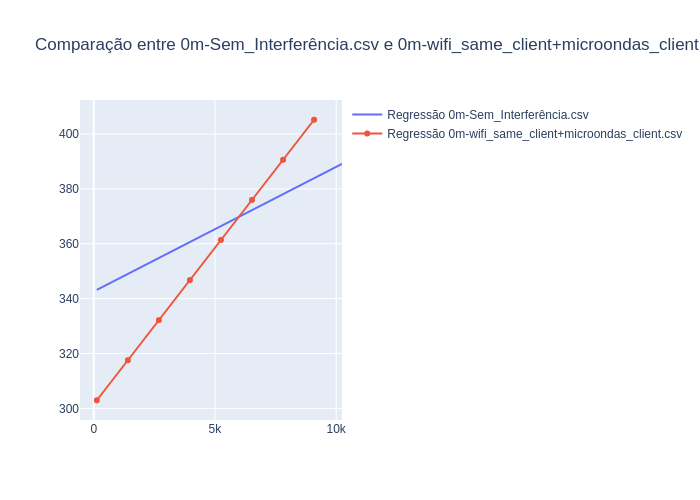 Comparação entre 0m-Sem_Interferência.csv e 0m-wifi_same_client+microondas_client
Regressão 0m-Sem_Interferência.csv
Regressão 0m-wifi_same_client+microondas_client.csv
400
380
360
340
320
300
0
5k
10k